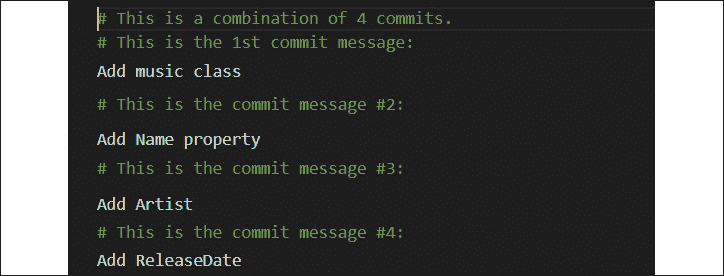 # This is a combination of 4 commits.
# This is the 1st commit message:
Add music class
# This is the commit message #2:
Add Name property
# This is the commit message #3:
Add Artist
# This is the commit message #4:
Add ReleaseDate